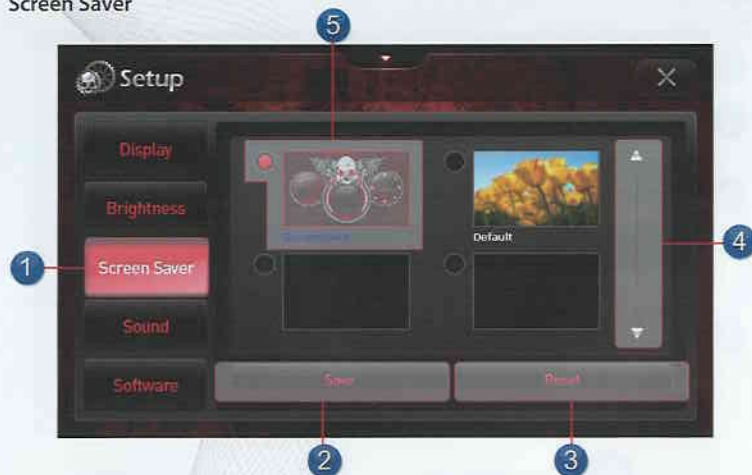 Screen Saver
5
Setup
Display
Brightness
Screen Saver
Sound
Software
Default
1
4
Save
Reset
2
3